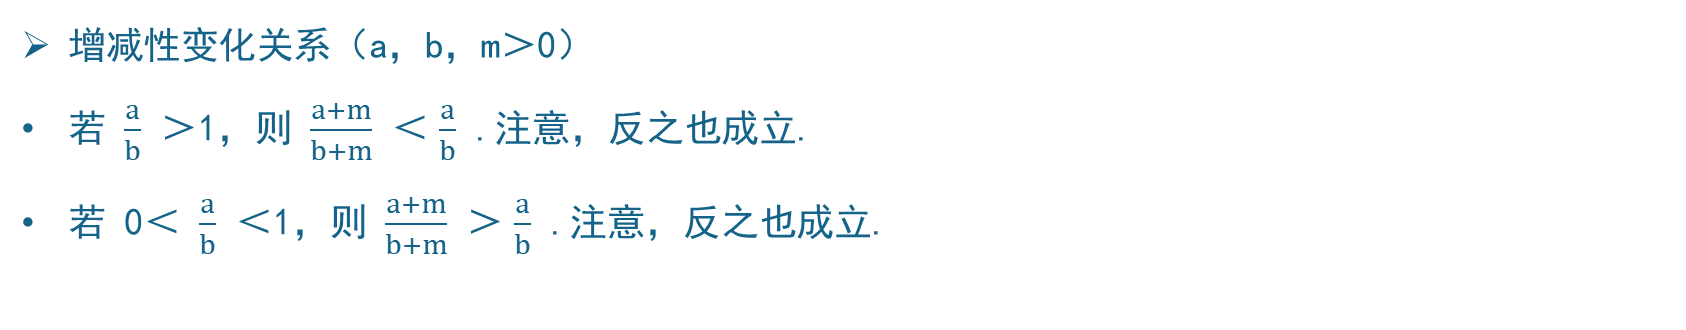 ➢ 增减性变化关系（a，b，m＞0）
• 若 a/b ＞1，则 a+m/b+m ＜ a/b .注意，反之也成立.
• 若 0＜ a/b ＜1，则 a+m/b+m ＞ a/b .注意，反之也成立.